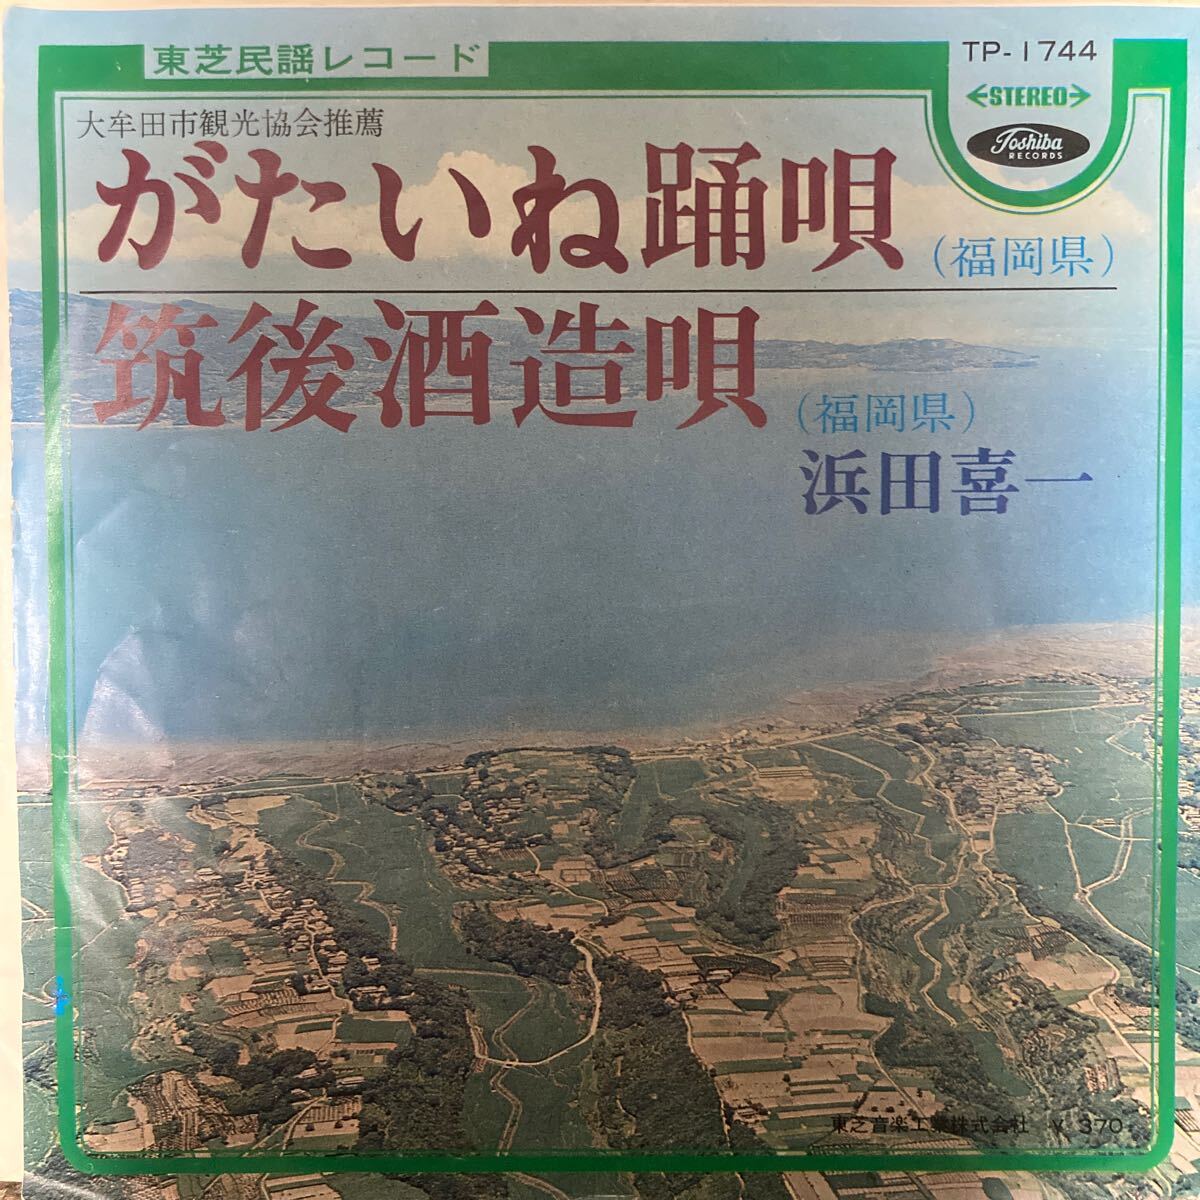 東芝民謡レコード
TP-1744
STEREO
Toshiba
RECORDS
大牟田市観光協会推薦
がたいね踊唄
(福岡県)
筑後酒造唄
(福岡県)
浜田喜一
東芝音楽工業株式会社 ¥ 370